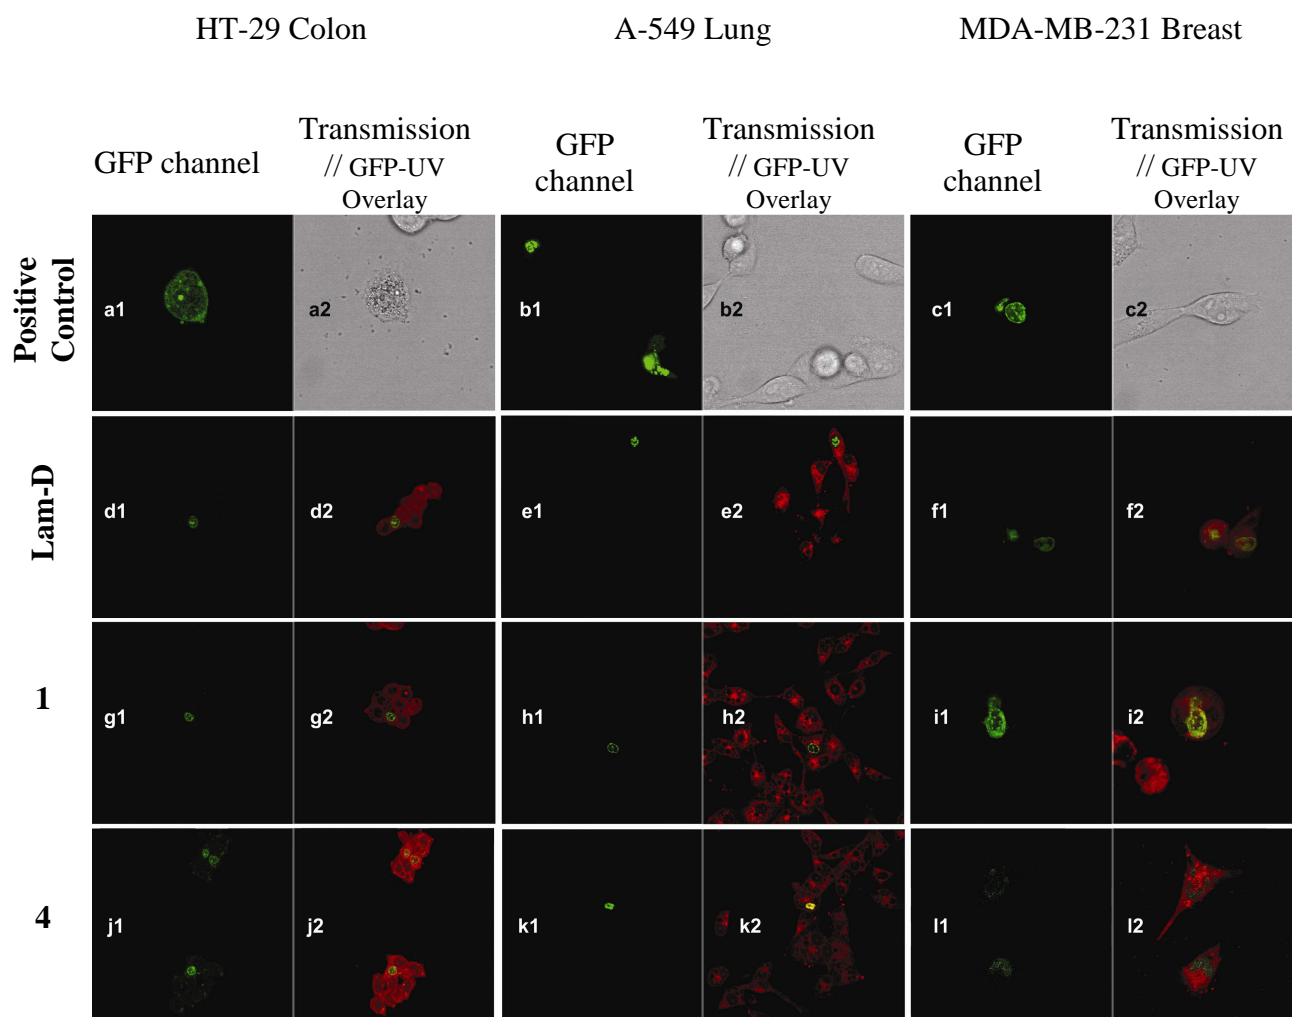 HT-29 Colon
A-549 Lung
MDA-MB-231 Breast
GFP channel
Transmission
// GFP-UV
Overlay
GFP
channel
Transmission
// GFP-UV
Overlay
GFP
channel
Transmission
// GFP-UV
Overlay
Positive
Control
a1
a2
b1
b2
c1
c2
Lam-D
d1
d2
e1
e2
f1
f2
1
g1
g2
h1
h2
i1
i2
4
j1
j2
k1
k2
l1
l2